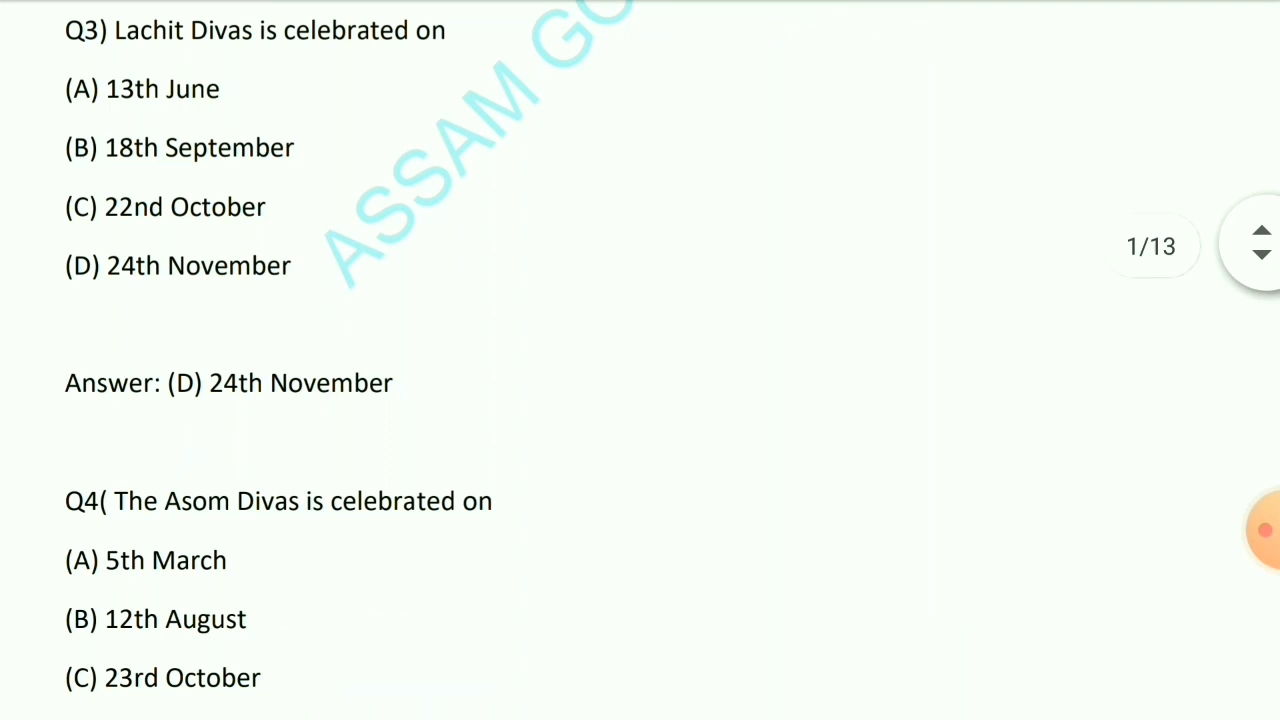 Q3) Lachit Divas is celebrated on
(A) 13th June
(B) 18th September
(C) 22nd October
(D) 24th November
ASSAM GO
1/13
Answer: (D) 24th November
Q4( The Asom Divas is celebrated on
(A) 5th March
(B) 12th August
(C) 23rd October